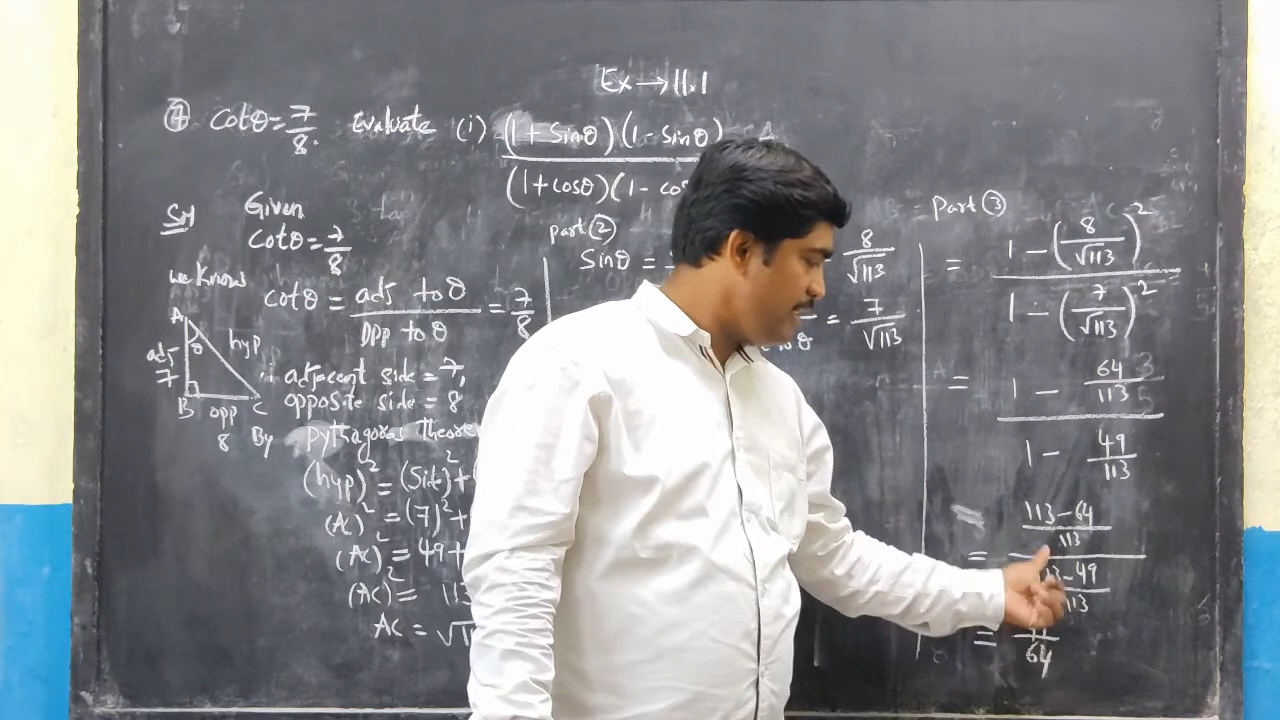 Ex → 11.1
7 cotθ = 7/8. Evaluate (i) (1 + sinθ)(1 - sinθ)
(1+cosθ)(1 - cos
Sol Given
cotθ = 7/8
we know
cotθ = adj to θ / opp to θ = 7/8
A
θ
hyp
adj
7
B
C
opp
8
∴ adjacent side = 7,
opposite side = 8
By pythagoras Theore
(hyp)² = (Side)² +
(AC)² = (7)² +
(AC)² = 49 +
(AC)² = 113
AC = √1
part (2)
sinθ =
8/√113
= 7/√113
Part (3)
= 1 - (8/√113)² / 1 - (7/√113)²
= 1 - 64/113 / 1 - 49/113
= 113 - 64 / 113
3 - 49 / 113
= / 64